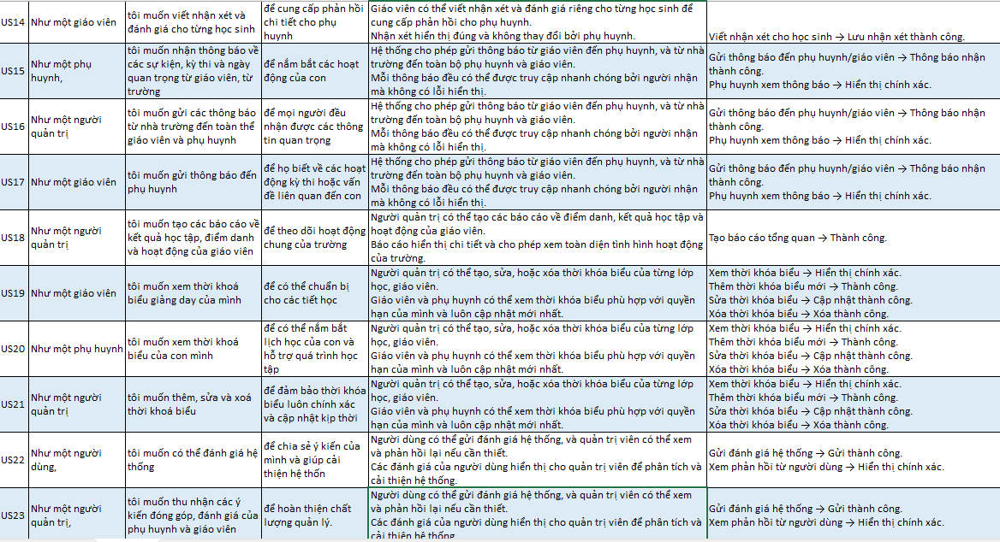 US14
Như một giáo viên
tôi muốn viết nhận xét và
đánh giá cho từng học sinh
để cung cấp phản hồi
chi tiết cho phụ
huynh
Giáo viên có thể viết nhận xét và đánh giá riêng cho từng học sinh để
cung cấp phản hồi cho phụ huynh.
Nhận xét hiển thị đúng và không thay đổi bởi phụ huynh.
Viết nhận xét cho học sinh → Lưu nhận xét thành công.
US15
Như một phụ
huynh,
tôi muốn nhận thông báo về
các sự kiện, kỳ thi và ngày
quan trọng từ giáo viên, từ
trường
để nắm bắt các hoạt
động của con
Hệ thống cho phép gửi thông báo từ giáo viên đến phụ huynh, và từ nhà
trường đến toàn bộ phụ huynh và giáo viên.
Mỗi thông báo đều có thể được truy cập nhanh chóng bởi người nhận
mà không có lỗi hiển thị.
Gửi thông báo đến phụ huynh/giáo viên → Thông báo nhận
thành công.
Phụ huynh xem thông báo → Hiển thị chính xác.
US16
Như một người
quản trị
tôi muốn gửi các thông báo
từ nhà trường đến toàn thể
giáo viên và phụ huynh
để mọi người đều
nhận được các thông
tin quan trọng
Hệ thống cho phép gửi thông báo từ giáo viên đến phụ huynh, và từ nhà
trường đến toàn bộ phụ huynh và giáo viên.
Mỗi thông báo đều có thể được truy cập nhanh chóng bởi người nhận
mà không có lỗi hiển thị.
Gửi thông báo đến phụ huynh/giáo viên → Thông báo nhận
thành công.
Phụ huynh xem thông báo → Hiển thị chính xác.
US17
Như một giáo viên
tôi muốn gửi thông báo đến
phụ huynh
để họ biết về các hoạt
động kỳ thi hoặc vấn
đề liên quan đến con
Hệ thống cho phép gửi thông báo từ giáo viên đến phụ huynh, và từ nhà
trường đến toàn bộ phụ huynh và giáo viên.
Mỗi thông báo đều có thể được truy cập nhanh chóng bởi người nhận
mà không có lỗi hiển thị.
Gửi thông báo đến phụ huynh/giáo viên → Thông báo nhận
thành công.
Phụ huynh xem thông báo → Hiển thị chính xác.
US18
Như một người
quản trị
tôi muốn tạo các báo cáo về
kết quả học tập, điểm danh
và hoạt động của giáo viên
để theo dõi hoạt động
chung của trường
Người quản trị có thể tạo các báo cáo về điểm danh, kết quả học tập và
hoạt động của giáo viên.
Báo cáo hiển thị chi tiết và cho phép xem toàn diện tình hình hoạt động
của trường.
Tạo báo cáo tổng quan → Thành công.
US19
Như một giáo viên
tôi muốn xem thời khoá
biểu giảng day của mình
để có thể chuẩn bị
cho các tiết học
Người quản trị có thể tạo, sửa, hoặc xóa thời khóa biểu của từng lớp
học, giáo viên.
Giáo viên và phụ huynh có thể xem thời khóa biểu phù hợp với quyền
hạn của mình và luôn cập nhật mới nhất.
Xem thời khóa biểu → Hiển thị chính xác.
Thêm thời khóa biểu mới → Thành công.
Sửa thời khóa biểu → Cập nhật thành công.
Xóa thời khóa biểu → Xóa thành công.
US20
Như một phụ huynh
tôi muốn xem thời khoá
biểu của con mình
để có thể nắm bắt
lịch học của con và
hỗ trợ quá trình học
tập
Người quản trị có thể tạo, sửa, hoặc xóa thời khóa biểu của từng lớp
học, giáo viên.
Giáo viên và phụ huynh có thể xem thời khóa biểu phù hợp với quyền
hạn của mình và luôn cập nhật mới nhất.
Xem thời khóa biểu → Hiển thị chính xác.
Thêm thời khóa biểu mới → Thành công.
Sửa thời khóa biểu → Cập nhật thành công.
Xóa thời khóa biểu → Xóa thành công.
US21
Như một người
quản trị
tôi muốn thêm, sửa và xoá
thời khoá biểu
để đảm bảo thời khóa
biểu luôn chính xác
và cập nhật kịp thời
Người quản trị có thể tạo, sửa, hoặc xóa thời khóa biểu của từng lớp
học, giáo viên.
Giáo viên và phụ huynh có thể xem thời khóa biểu phù hợp với quyền
hạn của mình và luôn cập nhật mới nhất.
Xem thời khóa biểu → Hiển thị chính xác.
Thêm thời khóa biểu mới → Thành công.
Sửa thời khóa biểu → Cập nhật thành công.
Xóa thời khóa biểu → Xóa thành công.
US22
Như một người
dùng,
tôi muốn có thể đánh giá hệ
thống
để chia sẻ ý kiến của
mình và giúp cải
thiện hệ thốn
Người dùng có thể gửi đánh giá hệ thống, và quản trị viên có thể xem
và phản hồi lại nếu cần thiết.
Các đánh giá của người dùng hiển thị cho quản trị viên để phân tích và
cải thiện hệ thống.
Gửi đánh giá hệ thống → Gửi thành công.
Xem phản hồi từ người dùng → Hiển thị chính xác.
US23
Như một người
quản trị,
tôi muốn thu nhận các ý
kiến đóng góp, đánh giá của
phụ huynh và giáo viên
để hoàn thiện chất
lượng quản lý.
Người dùng có thể gửi đánh giá hệ thống, và quản trị viên có thể xem
và phản hồi lại nếu cần thiết.
Các đánh giá của người dùng hiển thị cho quản trị viên để phân tích và
cải thiện hệ thống
Gửi đánh giá hệ thống → Gửi thành công.
Xem phản hồi từ người dùng → Hiển thị chính xác.